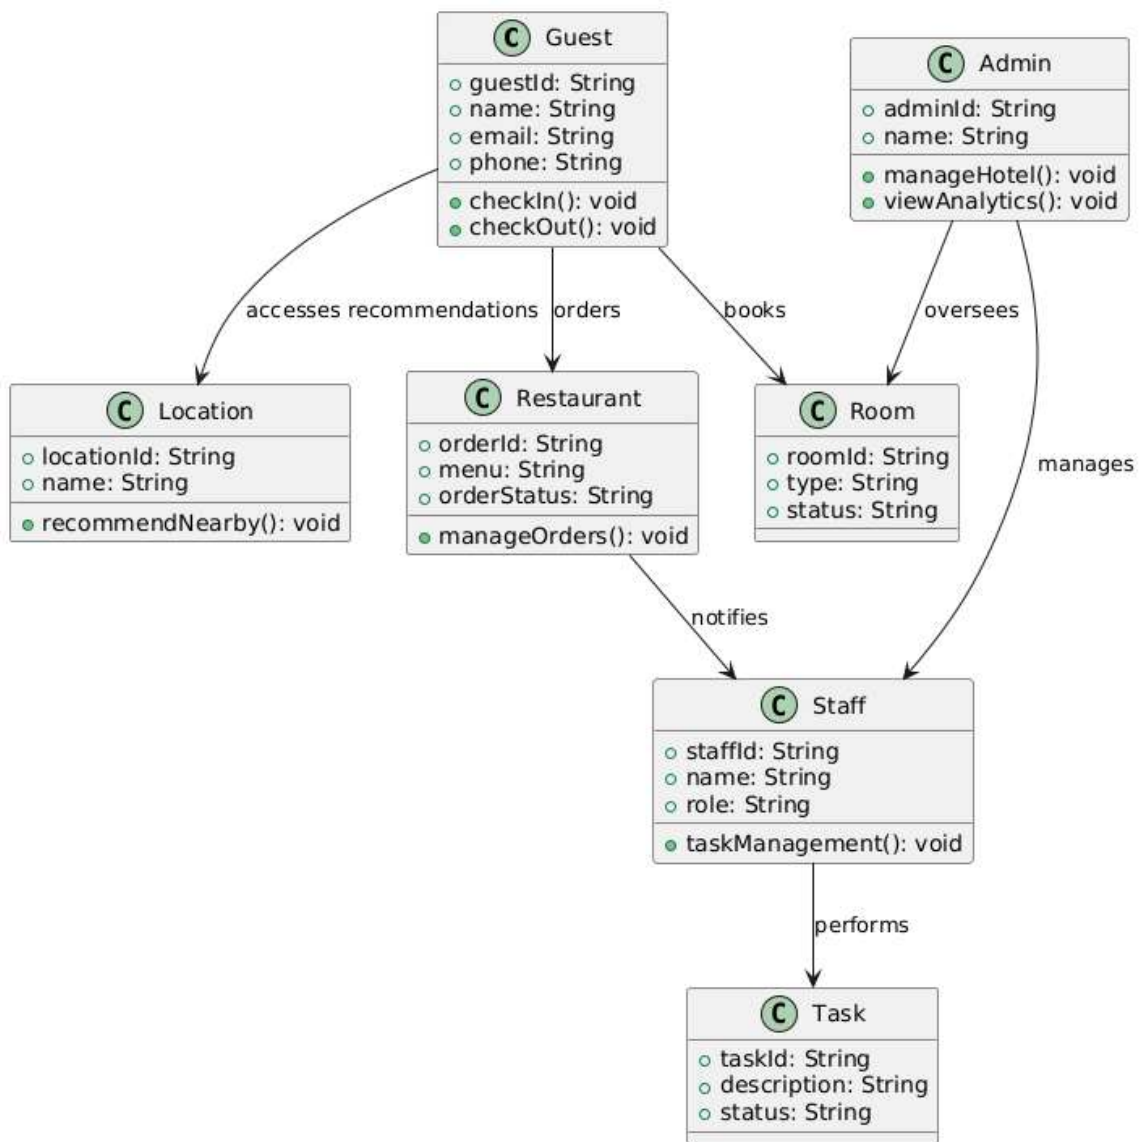 C Guest
guestId: String
name: String
email: String
phone: String
checkIn(): void
checkOut(): void
C Admin
adminId: String
name: String
manageHotel(): void
viewAnalytics(): void
accesses recommendations
orders
books
oversees
manages
C Location
locationId: String
name: String
recommendNearby(): void
C Restaurant
orderId: String
menu: String
orderStatus: String
manageOrders(): void
C Room
roomId: String
type: String
status: String
notifies
C Staff
staffId: String
name: String
role: String
taskManagement(): void
performs
C Task
taskId: String
description: String
status: String